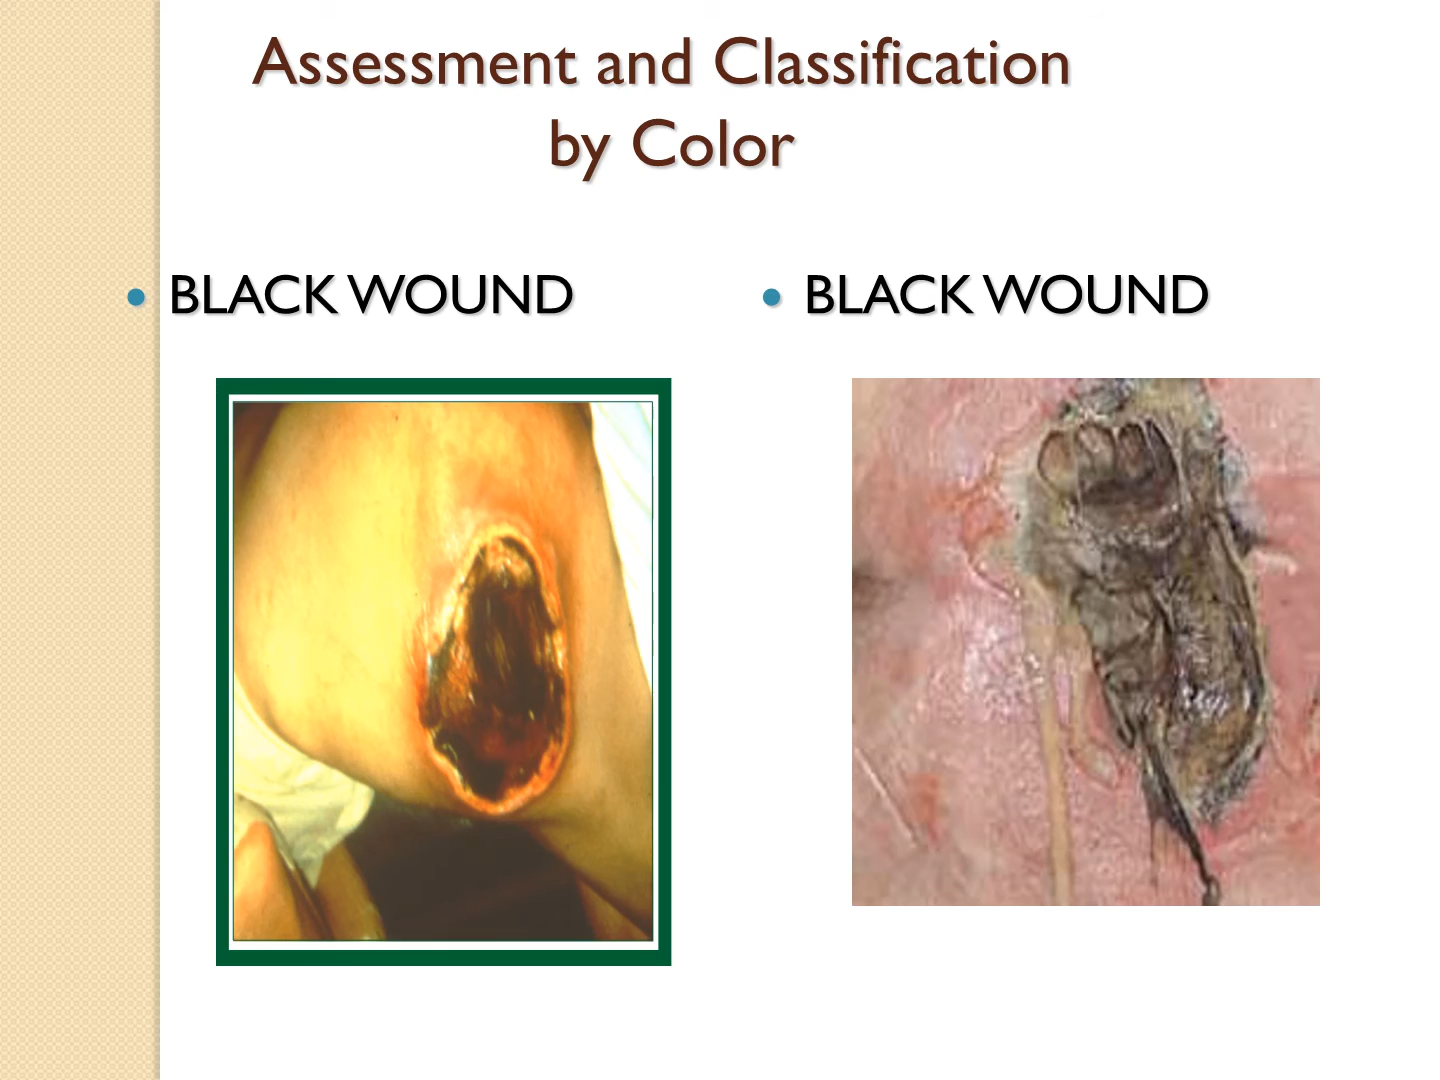 Assessment and Classification
by Color
• BLACK WOUND
• BLACK WOUND